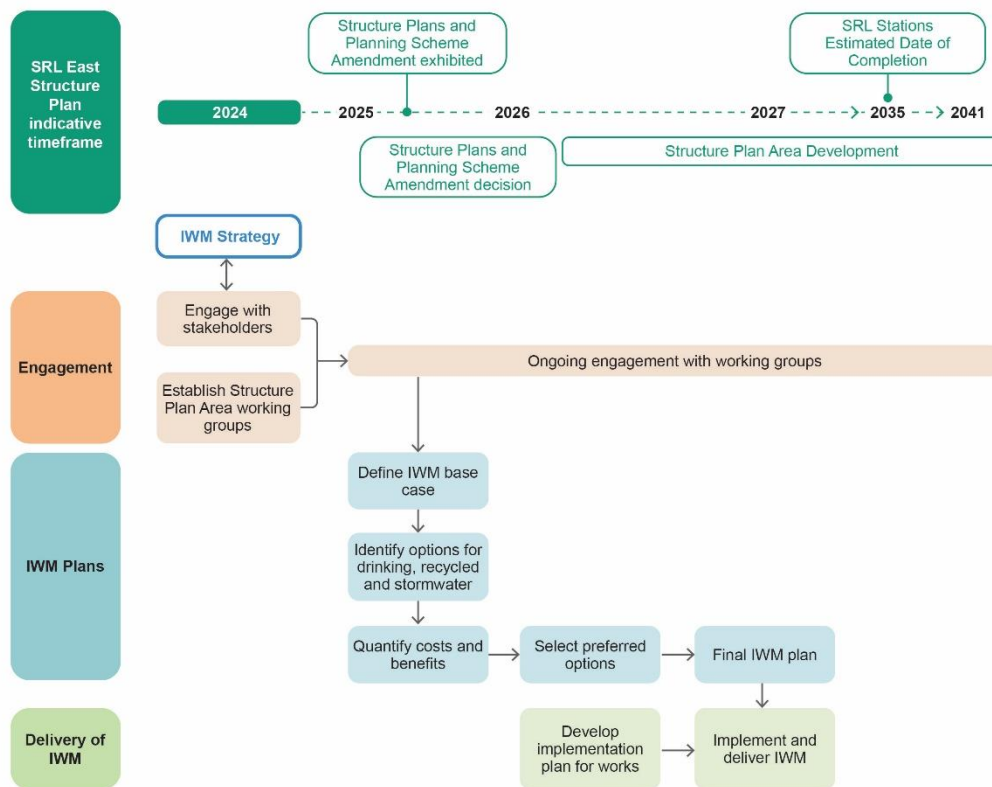 SRL East
Structure
Plan
indicative
timeframe
Structure Plans and
Planning Scheme
Amendment exhibited
SRL Stations
Estimated Date of
Completion
2024
2025
2026
2027
2035
2041
Structure Plans and
Planning Scheme
Amendment decision
Structure Plan Area Development
IWM Strategy
Engagement
Engage with
stakeholders
Establish Structure
Plan Area working
groups
Ongoing engagement with working groups
IWM Plans
Define IWM base
case
Identify options for
drinking, recycled
and stormwater
Quantify costs and
benefits
Select preferred
options
Final IWM plan
Delivery of
IWM
Develop
implementation
plan for works
Implement and
deliver IWM